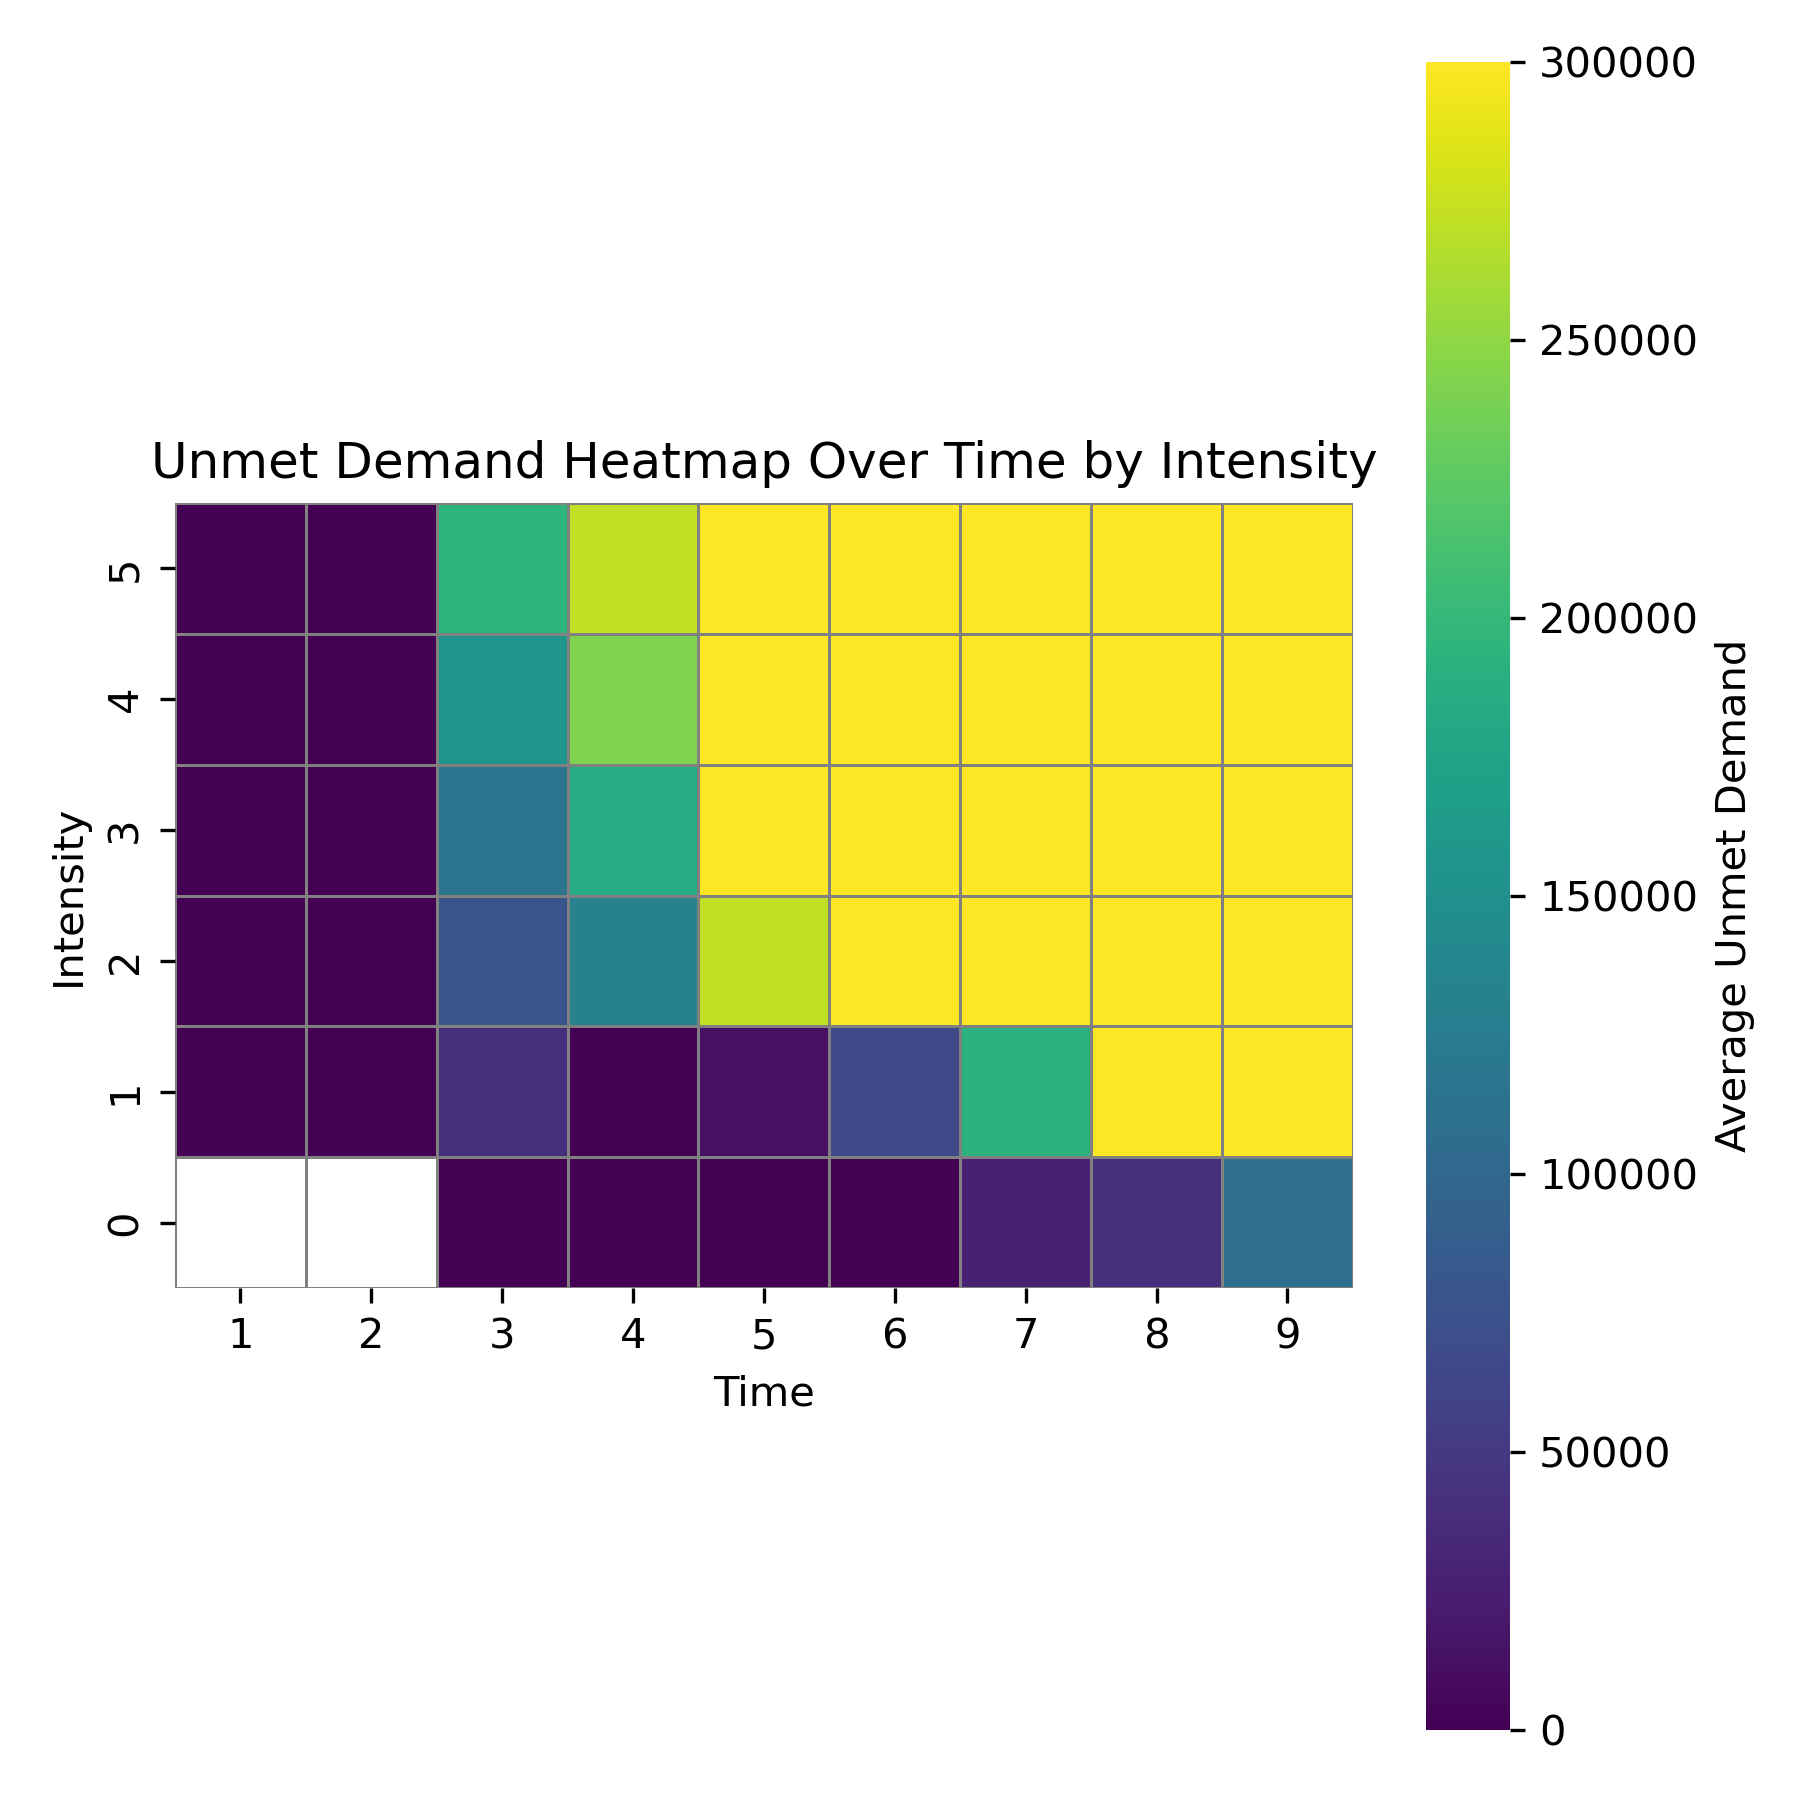 Unmet Demand Heatmap Over Time by Intensity
Intensity
5
4
3
2
1
0
1 2 3 4 5 6 7 8 9
Time
300000
250000
200000
150000
100000
50000
0
Average Unmet Demand